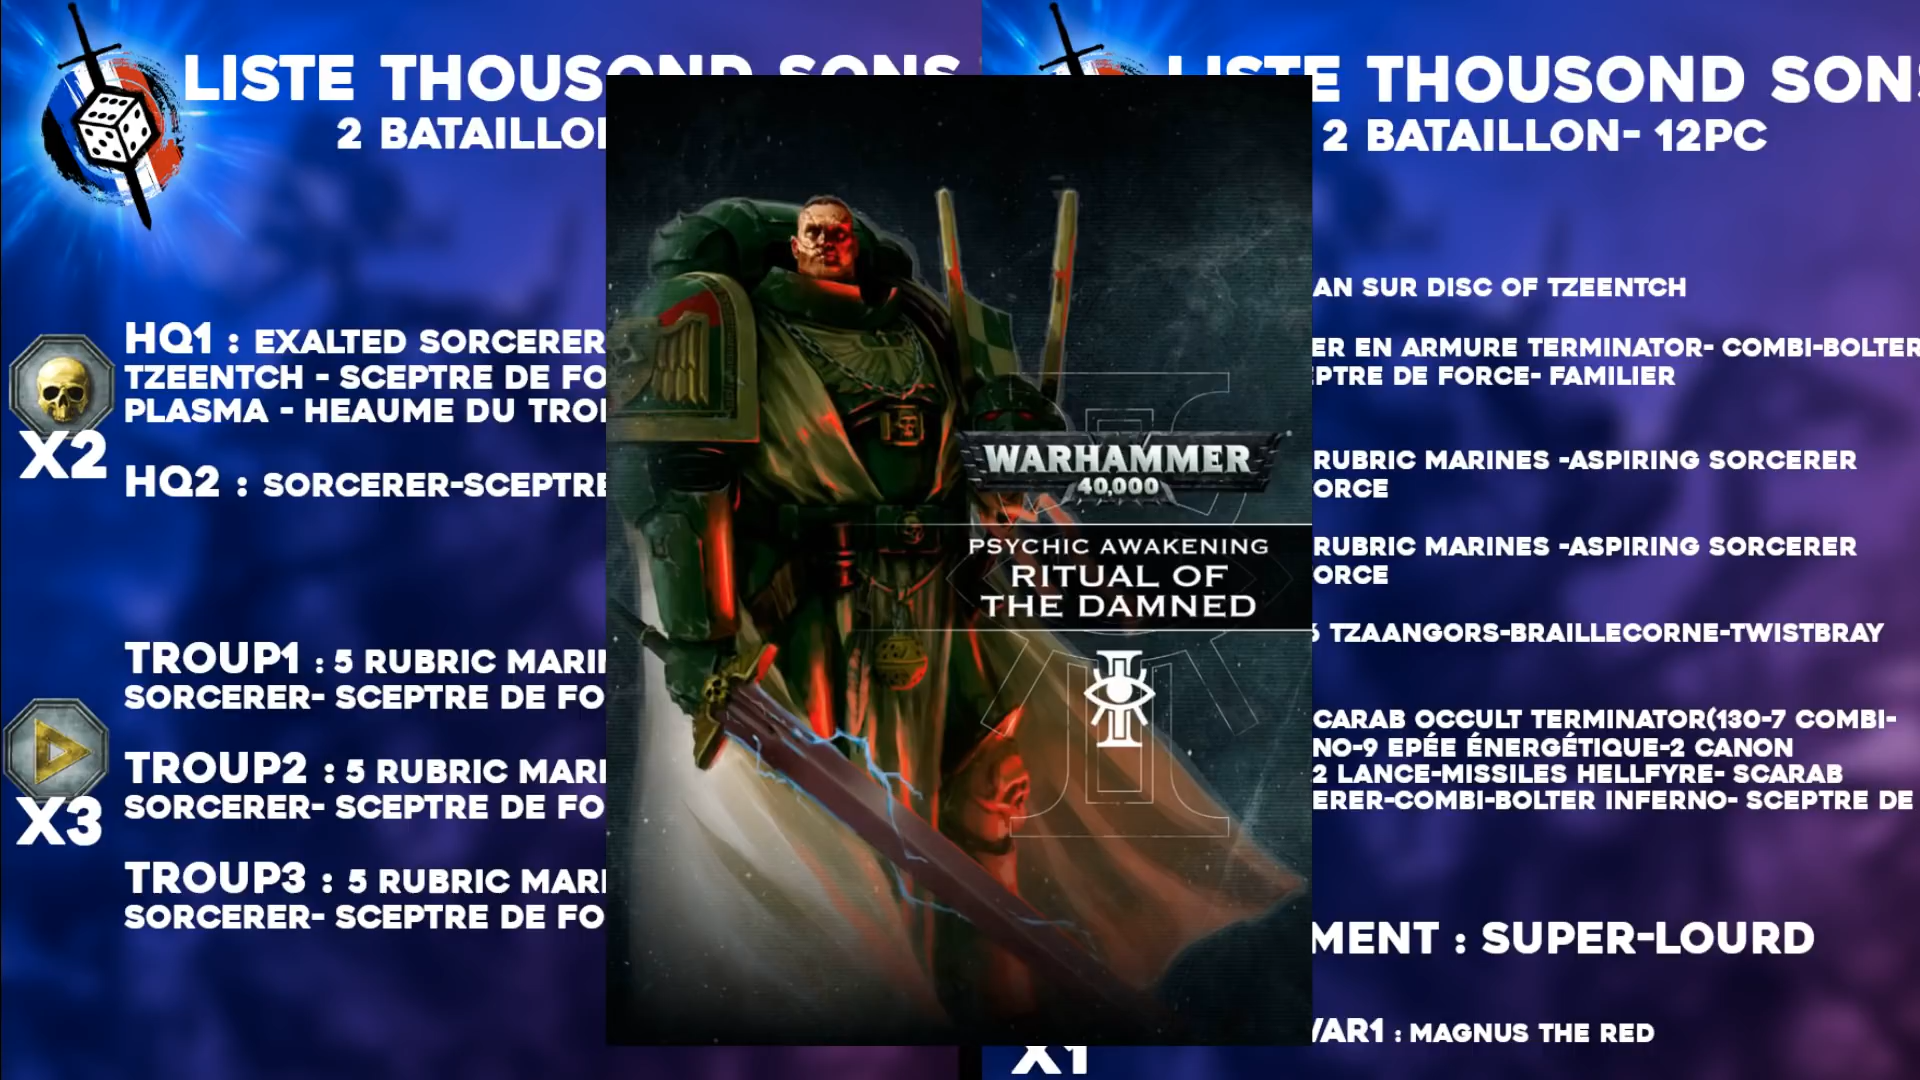 LISTE THOUSOND SONS
2 BATAILLON
HQ1 : EXALTED SORCERER
TZEENTCH - SCEPTRE DE FO
PLASMA - HEAUME DU TRO
X2
HQ2 : SORCERER-SCEPTRE
TROUP1 : 5 RUBRIC MARI
SORCERER- SCEPTRE DE FO
TROUP2 : 5 RUBRIC MARI
SORCERER- SCEPTRE DE FO
X3
TROUP3 : 5 RUBRIC MARI
SORCERER- SCEPTRE DE FO
WARHAMMER
40,000
PSYCHIC AWAKENING
RITUAL OF
THE DAMNED
LISTE THOUSOND SONS
2 BATAILLON- 12PC
AN SUR DISC OF TZEENTCH
ER EN ARMURE TERMINATOR- COMBI-BOLTER
PTRE DE FORCE- FAMILIER
RUBRIC MARINES -ASPIRING SORCERER
ORCE
RUBRIC MARINES -ASPIRING SORCERER
ORCE
TZAANGORS-BRAILLECORNE-TWISTBRAY
CARAB OCCULT TERMINATOR(130-7 COMBI-
NO-9 EPÉE ÉNERGÉTIQUE-2 CANON
2 LANCE-MISSILES HELLFYRE- SCARAB
ERER-COMBI-BOLTER INFERNO- SCEPTRE DE
MENT : SUPER-LOURD
WAR1 : MAGNUS THE RED
X1